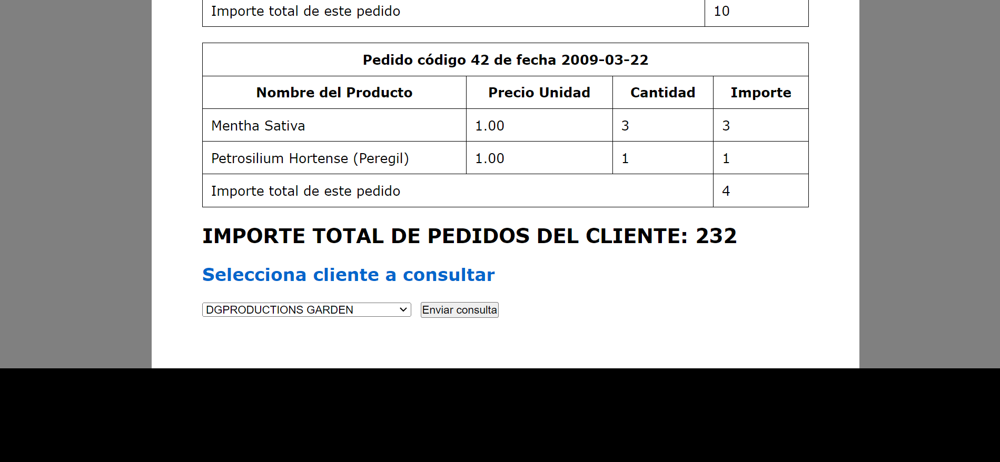 Importe total de este pedido 10
Pedido código 42 de fecha 2009-03-22
Nombre del Producto Precio Unidad Cantidad Importe
Mentha Sativa 1.00 3 3
Petrosilium Hortense (Peregil) 1.00 1 1
Importe total de este pedido 4
IMPORTE TOTAL DE PEDIDOS DEL CLIENTE: 232
Selecciona cliente a consultar
DGPRODUCTIONS GARDEN Enviar consulta